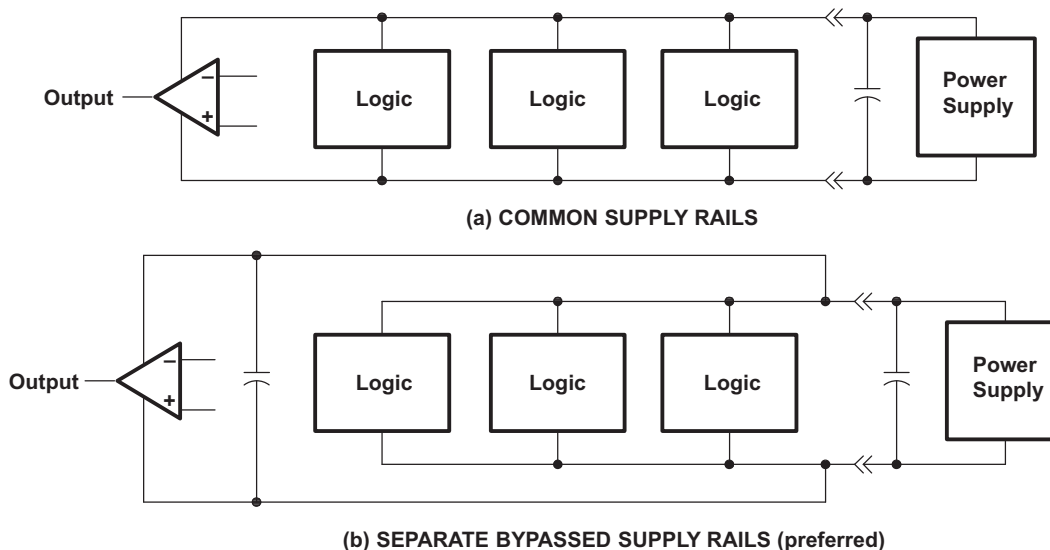 Output
−
+
Logic
Logic
Logic
Power
Supply
(a) COMMON SUPPLY RAILS
Output
−
+
Logic
Logic
Logic
Power
Supply
(b) SEPARATE BYPASSED SUPPLY RAILS (preferred)